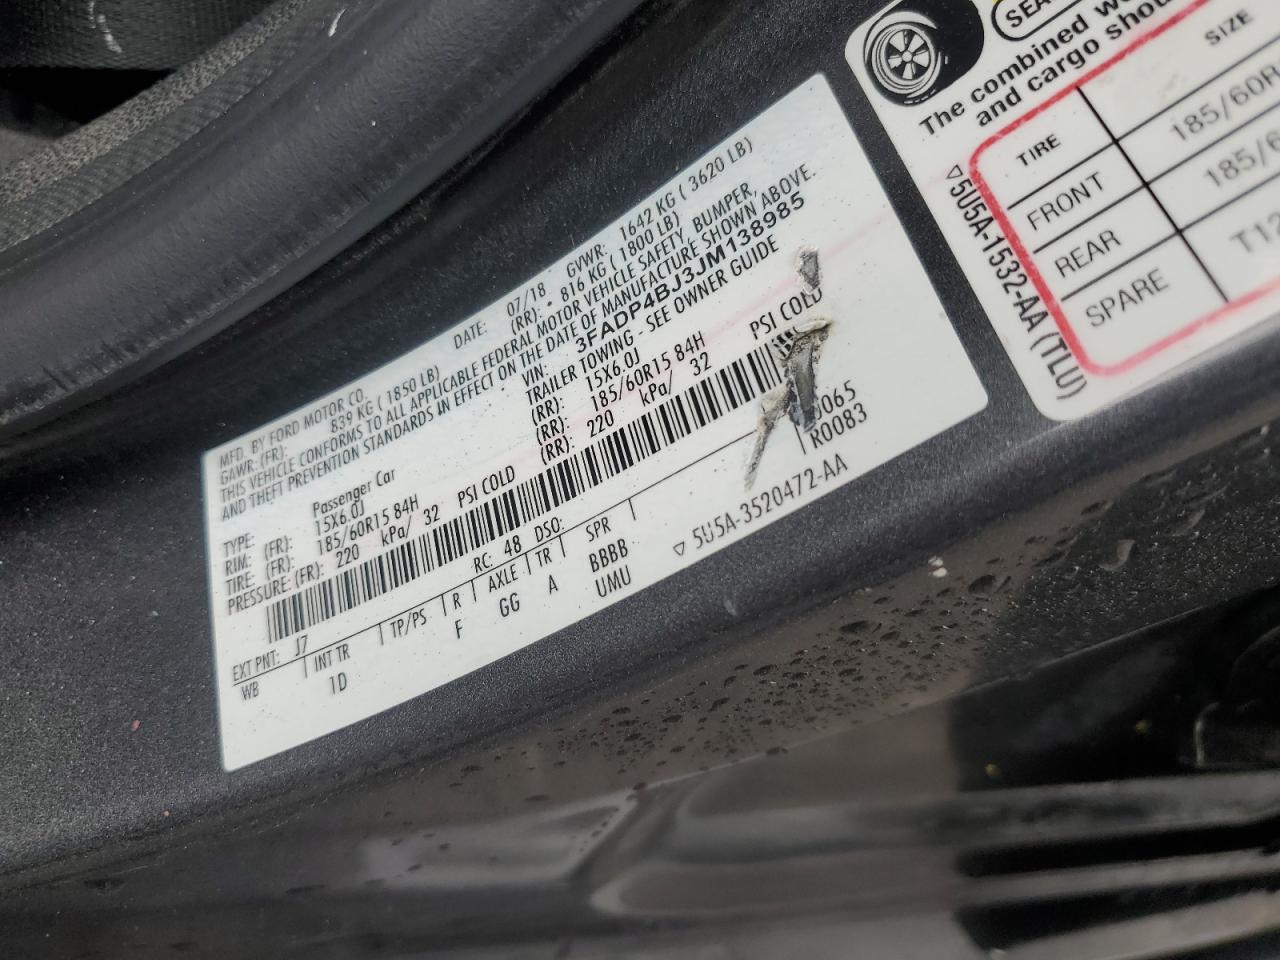 MFD. BY FORD MOTOR CO. DATE: 07/18 GVWR: 1642 KG ( 3620 LB)
GAWR: (FR): 839 KG ( 1850 LB) (RR): • 816 KG ( 1800 LB)
THIS VEHICLE CONFORMS TO ALL APPLICABLE FEDERAL MOTOR VEHICLE SAFETY, BUMPER,
AND THEFT PREVENTION STANDARDS IN EFFECT ON THE DATE OF MANUFACTURE SHOWN ABOVE.
VIN: 3FADP4BJ3JM138985
TYPE: Passenger Car TRAILER TOWING - SEE OWNER GUIDE
RIM: (FR): 15X6.0J (RR): 15X6.0J
TIRE: (FR): 185/60R15 84H (RR): 185/60R15 84H
PRESSURE: (FR): 220 kPa/ 32 PSI COLD (RR): 220 kPa/ 32 PSI COLD
EXT PNT: J7 RC: 48 DSO:
WB INT TR TP/PS R AXLE TR SPR
1D F GG A BBBB
UMU
R0083
▽ 5U5A-3520472-AA
SEA
The combined
and cargo
TIRE SIZE
FRONT 185/60R
REAR 185/6
SPARE T12
▽5U5A-1532-AA (TLU)